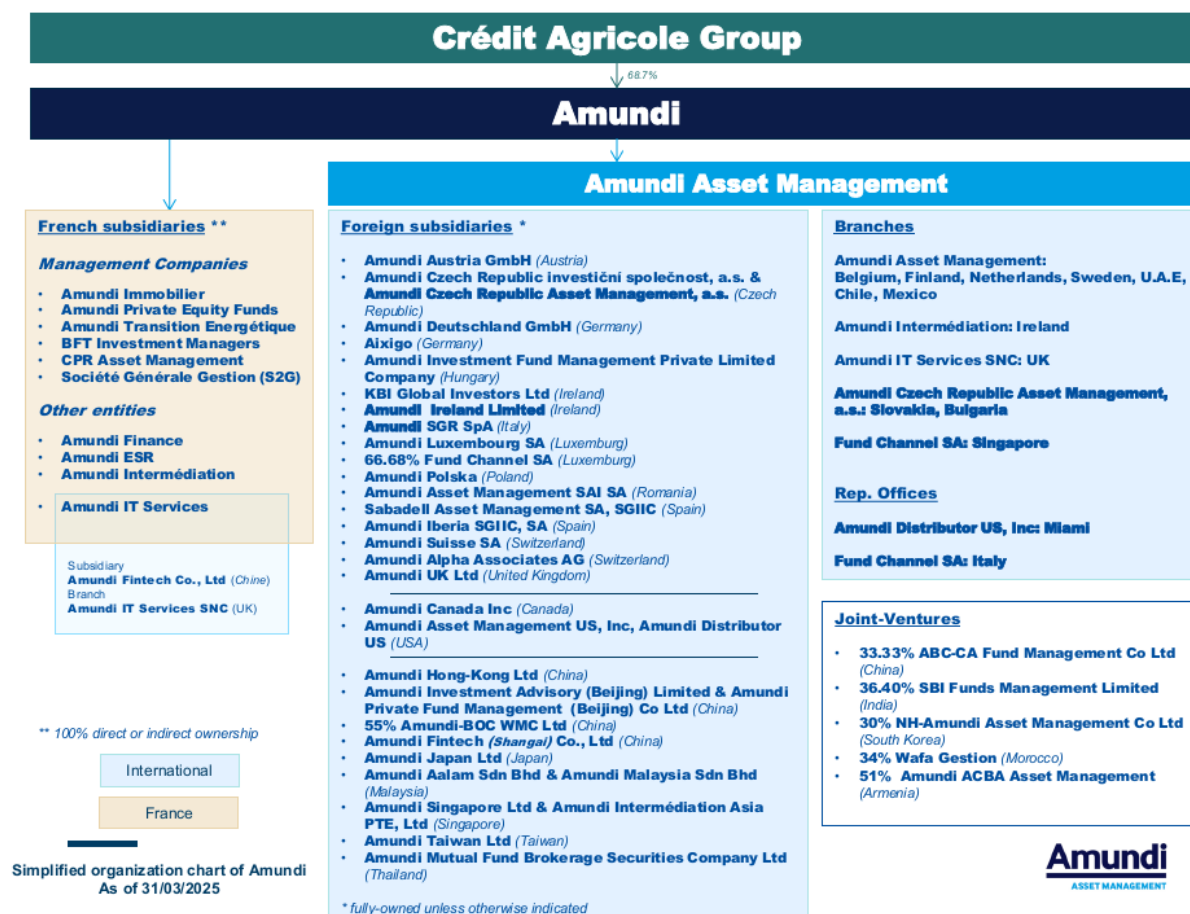 Crédit Agricole Group
68.7%
Amundi
Amundi Asset Management
French subsidiaries **
Management Companies
• Amundi Immobilier
• Amundi Private Equity Funds
• Amundi Transition Energétique
• BFT Investment Managers
• CPR Asset Management
• Société Générale Gestion (S2G)
Other entities
• Amundi Finance
• Amundi ESR
• Amundi Intermédiation
• Amundi IT Services
Subsidiary
Amundi Fintech Co., Ltd (Chine)
Branch
Amundi IT Services SNC (UK)
** 100% direct or indirect ownership
International
France
Simplified organization chart of Amundi
As of 31/03/2025
Foreign subsidiaries *
• Amundi Austria GmbH (Austria)
• Amundi Czech Republic investiční společnost, a.s. &
Amundi Czech Republic Asset Management, a.s. (Czech
Republic)
• Amundi Deutschland GmbH (Germany)
• Aixigo (Germany)
• Amundi Investment Fund Management Private Limited
Company (Hungary)
• KBI Global Investors Ltd (Ireland)
• Amundi Ireland Limited (Ireland)
• Amundi SGR SpA (Italy)
• Amundi Luxembourg SA (Luxemburg)
• 66.68% Fund Channel SA (Luxemburg)
• Amundi Polska (Poland)
• Amundi Asset Management SAI SA (Romania)
• Sabadell Asset Management SA, SGIIC (Spain)
• Amundi Iberia SGIIC, SA (Spain)
• Amundi Suisse SA (Switzerland)
• Amundi Alpha Associates AG (Switzerland)
• Amundi UK Ltd (United Kingdom)
• Amundi Canada Inc (Canada)
• Amundi Asset Management US, Inc, Amundi Distributor
US (USA)
• Amundi Hong-Kong Ltd (China)
• Amundi Investment Advisory (Beijing) Limited & Amundi
Private Fund Management (Beijing) Co Ltd (China)
• 55% Amundi-BOC WMC Ltd (China)
• Amundi Fintech (Shangai) Co., Ltd (China)
• Amundi Japan Ltd (Japan)
• Amundi Aalam Sdn Bhd & Amundi Malaysia Sdn Bhd
(Malaysia)
• Amundi Singapore Ltd & Amundi Intermédiation Asia
PTE, Ltd (Singapore)
• Amundi Taiwan Ltd (Taiwan)
• Amundi Mutual Fund Brokerage Securities Company Ltd
(Thailand)
* fully-owned unless otherwise indicated
Branches
Amundi Asset Management:
Belgium, Finland, Netherlands, Sweden, U.A.E,
Chile, Mexico
Amundi Intermédiation: Ireland
Amundi IT Services SNC: UK
Amundi Czech Republic Asset Management,
a.s.: Slovakia, Bulgaria
Fund Channel SA: Singapore
Rep. Offices
Amundi Distributor US, Inc: Miami
Fund Channel SA: Italy
Joint-Ventures
• 33.33% ABC-CA Fund Management Co Ltd
(China)
• 36.40% SBI Funds Management Limited
(India)
• 30% NH-Amundi Asset Management Co Ltd
(South Korea)
• 34% Wafa Gestion (Morocco)
• 51% Amundi ACBA Asset Management
(Armenia)
Amundi
ASSET MANAGEMENT